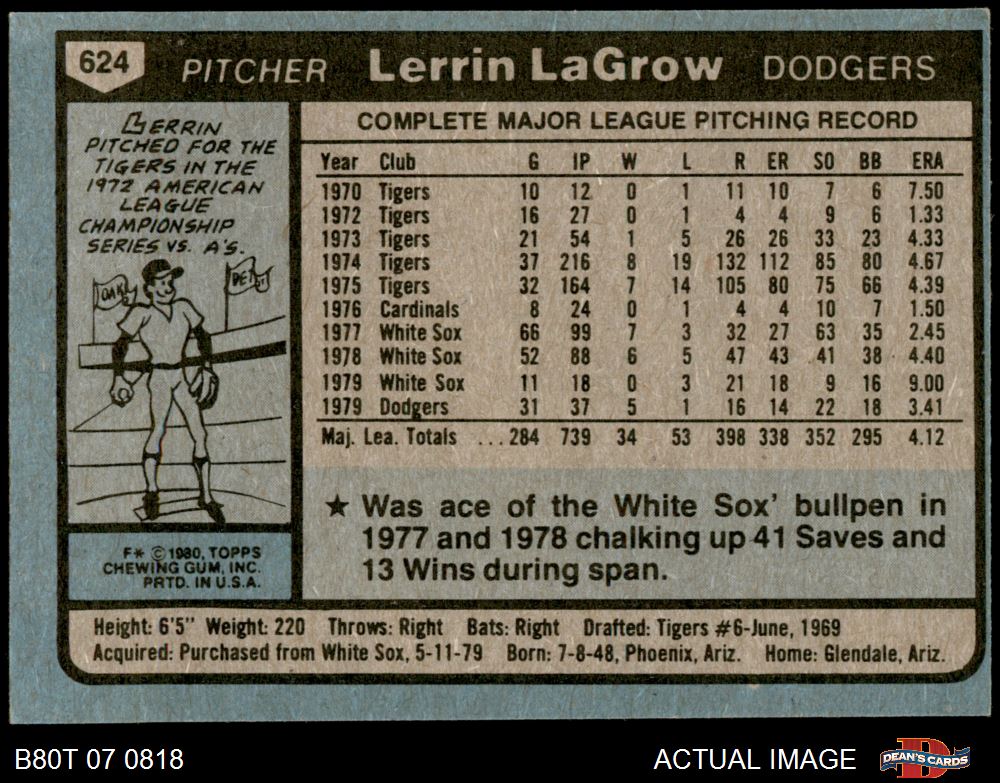 624 PITCHER Lerrin LaGrow DODGERS
LERRIN
PITCHED FOR THE
TIGERS IN THE
1972 AMERICAN
LEAGUE
CHAMPIONSHIP
SERIES VS. A'S.
OAK
DET
F* © 1980, TOPPS
CHEWING GUM, INC.
PRTD. IN U.S.A.
COMPLETE MAJOR LEAGUE PITCHING RECORD
Year Club G IP W L R ER SO BB ERA
1970 Tigers 10 12 0 1 11 10 7 6 7.50
1972 Tigers 16 27 0 1 4 4 9 6 1.33
1973 Tigers 21 54 1 5 26 26 33 23 4.33
1974 Tigers 37 216 8 19 132 112 85 80 4.67
1975 Tigers 32 164 7 14 105 80 75 66 4.39
1976 Cardinals 8 24 0 1 4 4 10 7 1.50
1977 White Sox 66 99 7 3 32 27 63 35 2.45
1978 White Sox 52 88 6 5 47 43 41 38 4.40
1979 White Sox 11 18 0 3 21 18 9 16 9.00
1979 Dodgers 31 37 5 1 16 14 22 18 3.41
Maj. Lea. Totals ...284 739 34 53 398 338 352 295 4.12
★ Was ace of the White Sox' bullpen in
1977 and 1978 chalking up 41 Saves and
13 Wins during span.
Height: 6'5" Weight: 220 Throws: Right Bats: Right Drafted: Tigers #6-June, 1969
Acquired: Purchased from White Sox, 5-11-79 Born: 7-8-48, Phoenix, Ariz. Home: Glendale, Ariz.
B80T 07 0818 ACTUAL IMAGE DEAN'S CARDS